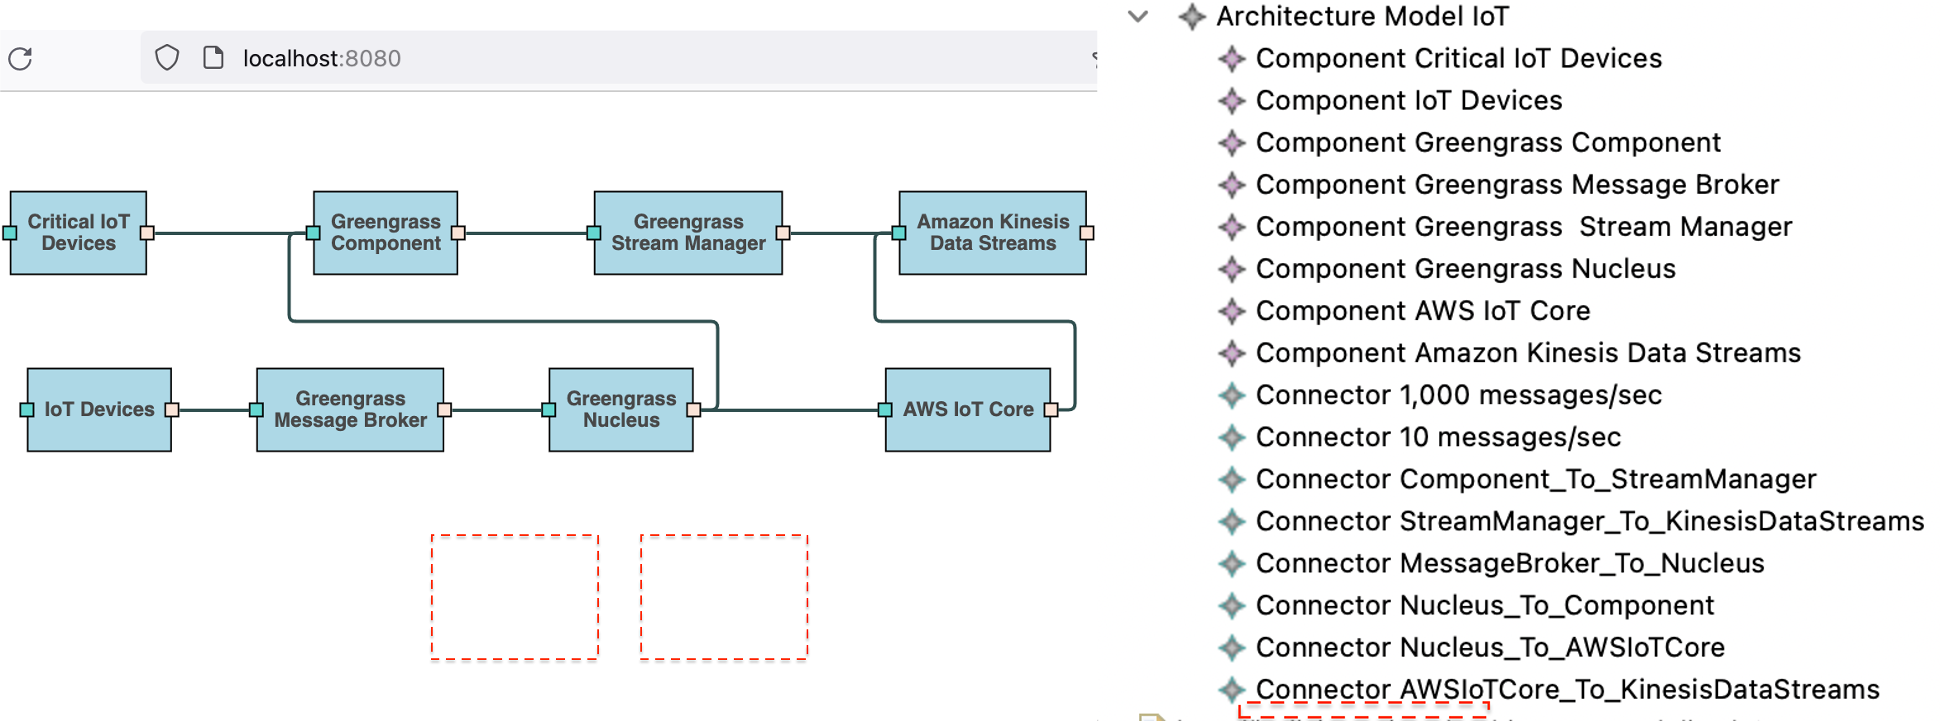 localhost:8080
Critical IoT
Devices
Greengrass
Component
Greengrass
Stream Manager
Amazon Kinesis
Data Streams
IoT Devices
Greengrass
Message Broker
Greengrass
Nucleus
AWS IoT Core
Architecture Model IoT
Component Critical IoT Devices
Component IoT Devices
Component Greengrass Component
Component Greengrass Message Broker
Component Greengrass  Stream Manager
Component Greengrass Nucleus
Component AWS IoT Core
Component Amazon Kinesis Data Streams
Connector 1,000 messages/sec
Connector 10 messages/sec
Connector Component_To_StreamManager
Connector StreamManager_To_KinesisDataStreams
Connector MessageBroker_To_Nucleus
Connector Nucleus_To_Component
Connector Nucleus_To_AWSIoTCore
Connector AWSIoTCore_To_KinesisDataStreams